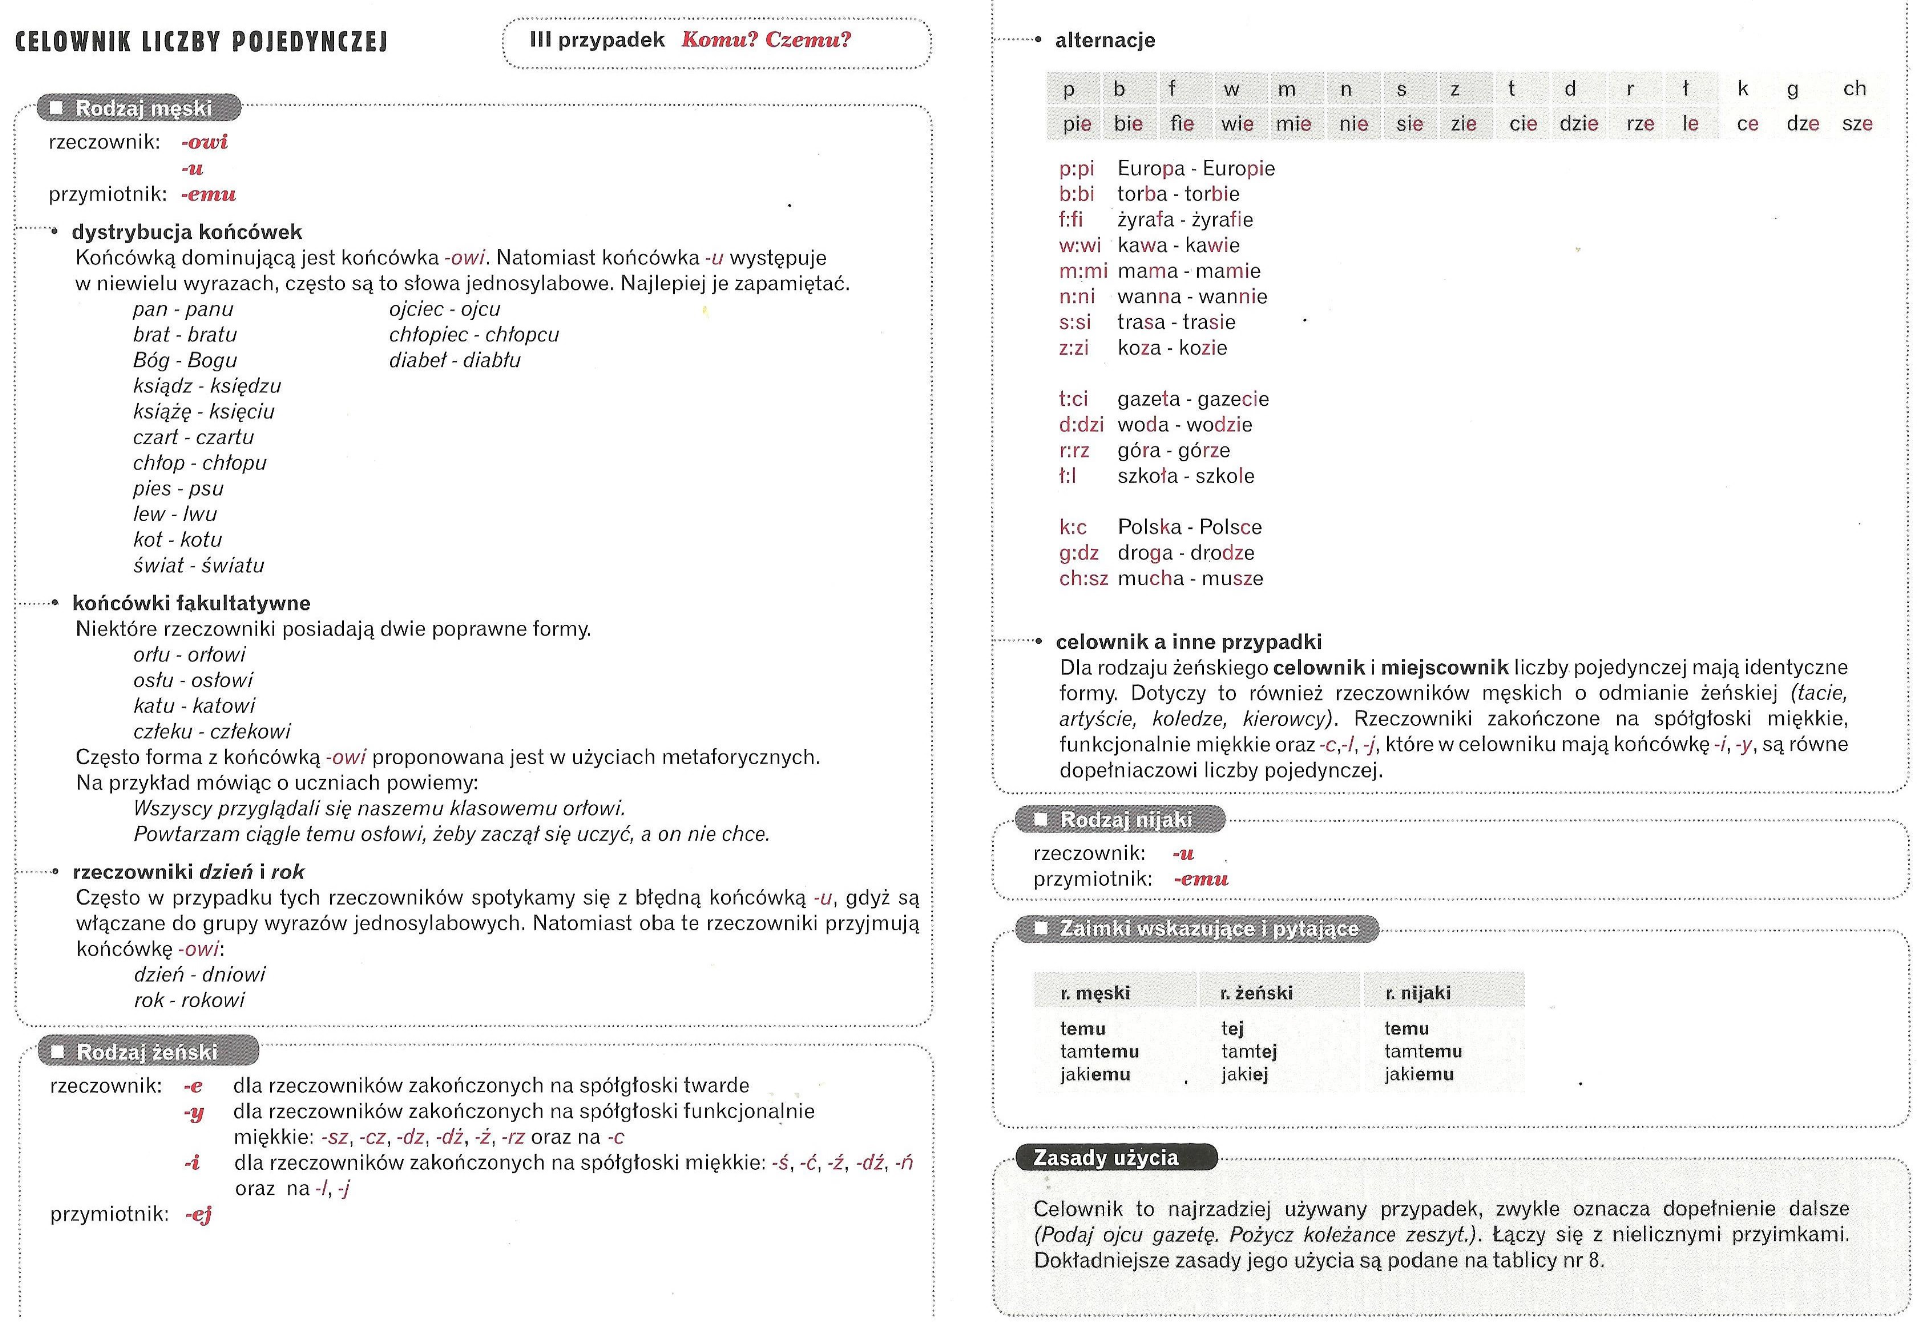 CELOWNIK LICZBY POJEDYNCZEJ
III przypadek Komu? Czemu?
Rodzaj męski
rzeczownik: -owi
-u
przymiotnik: -emu
dystrybucja końcówek
Końcówką dominującą jest końcówka -owi. Natomiast końcówka -u występuje
w niewielu wyrazach, często są to słowa jednosylabowe. Najlepiej je zapamiętać.
pan - panu ojciec - ojcu
brat - bratu chłopiec - chłopcu
Bóg - Bogu diabeł - diabłu
ksiądz - księdzu
książę - księciu
czart - czartu
chłop - chłopu
pies - psu
lew - lwu
kot - kotu
świat - światu
końcówki fakultatywne
Niektóre rzeczowniki posiadają dwie poprawne formy.
orłu - orłowi
osłu - osłowi
katu - katowi
człeku - człekowi
Często forma z końcówką -owi proponowana jest w użyciach metaforycznych.
Na przykład mówiąc o uczniach powiemy:
Wszyscy przyglądali się naszemu klasowemu orłowi.
Powtarzam ciągle temu osłowi, żeby zaczął się uczyć, a on nie chce.
rzeczowniki dzień i rok
Często w przypadku tych rzeczowników spotykamy się z błędną końcówką -u, gdyż są
włączane do grupy wyrazów jednosylabowych. Natomiast oba te rzeczowniki przyjmują
końcówkę -owi:
dzień - dniowi
rok - rokowi
Rodzaj żeński
rzeczownik: -e dla rzeczowników zakończonych na spółgłoski twarde
-y dla rzeczowników zakończonych na spółgłoski funkcjonalnie
miękkie: -sz, -cz, -dz, -dż, -ż, -rz oraz na -c
-i dla rzeczowników zakończonych na spółgłoski miękkie: -ś, -ć, -ź, -dź, -ń
oraz na -l, -j
przymiotnik: -ej
alternacje
p b f w m n s z t d r ł k g ch
pie bie fie wie mie nie sie zie cie dzie rze le ce dze sze
p:pi Europa - Europie
b:bi torba - torbie
f:fi żyrafa - żyrafie
w:wi kawa - kawie
m:mi mama - mamie
n:ni wanna - wannie
s:si trasa - trasie
z:zi koza - kozie
t:ci gazeta - gazecie
d:dzi woda - wodzie
r:rz góra - górze
ł:l szkoła - szkole
k:c Polska - Polsce
g:dz droga - drodze
ch:sz mucha - musze
celownik a inne przypadki
Dla rodzaju żeńskiego celownik i miejscownik liczby pojedynczej mają identyczne
formy. Dotyczy to również rzeczowników męskich o odmianie żeńskiej (tacie,
artyście, koledze, kierowcy). Rzeczowniki zakończone na spółgłoski miękkie,
funkcjonalnie miękkie oraz -c,-l, -j, które w celowniku mają końcówkę -i, -y, są równe
dopełniaczowi liczby pojedynczej.
Rodzaj nijaki
rzeczownik: -u
przymiotnik: -emu
Zaimki wskazujące i pytające
r. męski r. żeński r. nijaki
temu tej temu
tamtemu tamtej tamtemu
jakiemu jakiej jakiemu
Zasady użycia
Celownik to najrzadziej używany przypadek, zwykle oznacza dopełnienie dalsze
(Podaj ojcu gazetę. Pożycz koleżance zeszyt.). Łączy się z nielicznymi przyimkami.
Dokładniejsze zasady jego użycia są podane na tablicy nr 8.